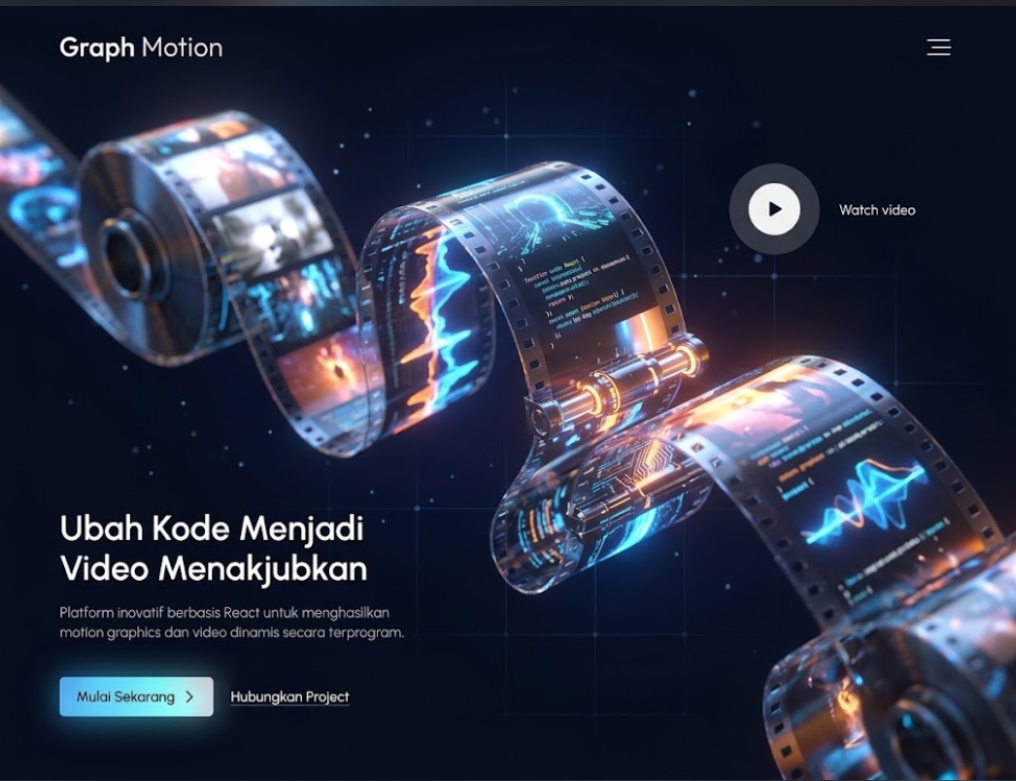 Graph Motion
Watch video
Ubah Kode Menjadi
Video Menakjubkan
Platform inovatif berbasis React untuk menghasilkan
motion graphics dan video dinamis secara terprogram.
Mulai Sekarang
Hubungkan Project